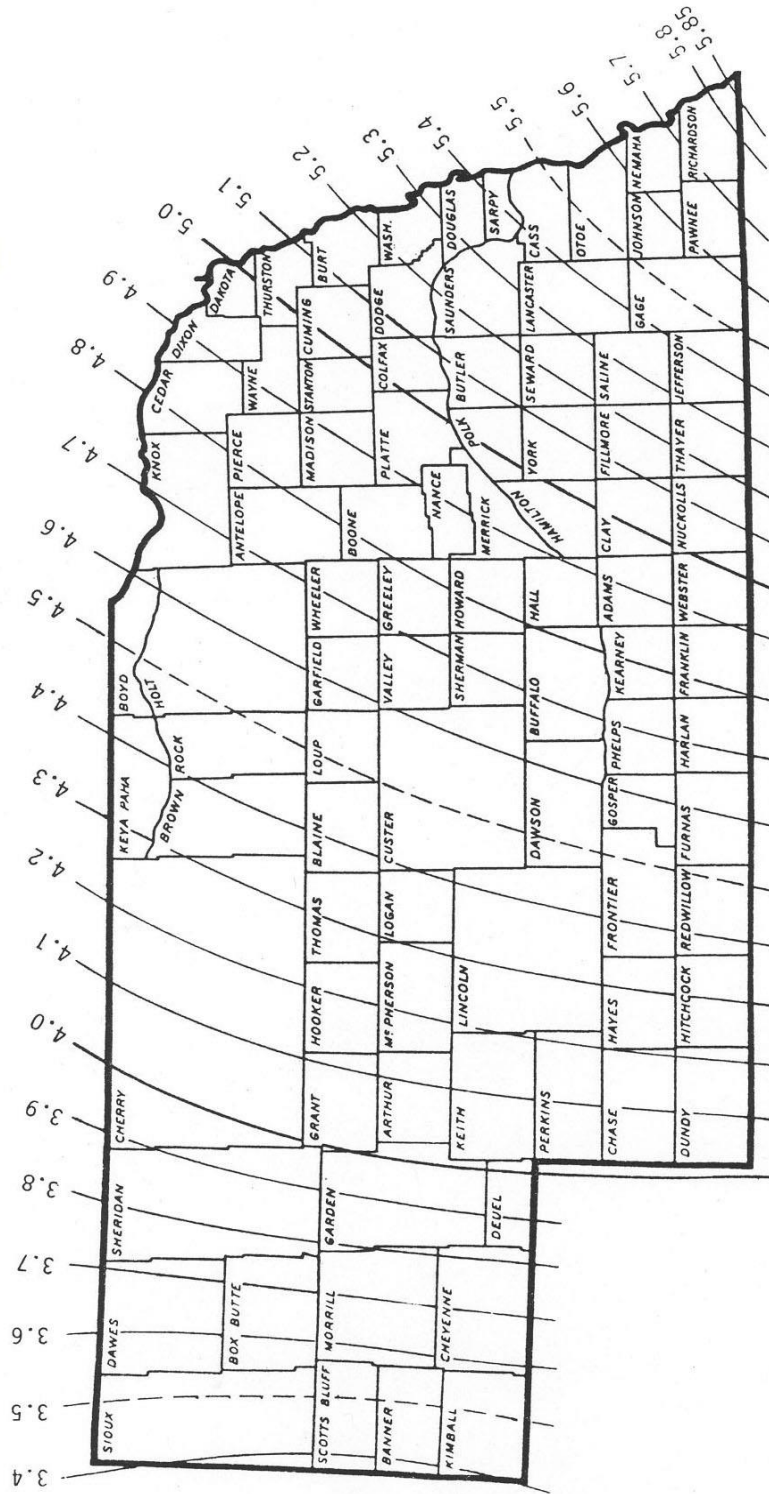 3.4
3.5
3.6
3.7
3.8
3.9
4.0
4.1
4.2
4.3
4.4
4.5
4.6
4.7
4.8
4.9
5.0
5.1
5.2
5.3
5.4
5.5
5.6
5.7
5.8
5.85
SIOUX
DAWES
SHERIDAN
CHERRY
KEYA PAHA
BOYD
BROWN
ROCK
HOLT
KNOX
CEDAR
DIXON
DAKOTA
BOX BUTTE
ANTELOPE
PIERCE
WAYNE
THURSTON
SCOTTS BLUFF
MORRILL
GARDEN
GRANT
HOOKER
THOMAS
BLAINE
LOUP
GARFIELD
WHEELER
BOONE
MADISON
STANTON
CUMING
BURT
BANNER
ARTHUR
McPHERSON
LOGAN
CUSTER
VALLEY
GREELEY
NANCE
PLATTE
COLFAX
DODGE
WASH.
KIMBALL
CHEYENNE
DEUEL
KEITH
LINCOLN
SHERMAN
HOWARD
MERRICK
POLK
BUTLER
SAUNDERS
DOUGLAS
SARPY
PERKINS
DAWSON
BUFFALO
HALL
HAMILTON
YORK
SEWARD
LANCASTER
CASS
OTOE
CHASE
HAYES
FRONTIER
GOSPER
PHELPS
KEARNEY
ADAMS
CLAY
FILLMORE
SALINE
GAGE
JOHNSON
NEMAHA
DUNDY
HITCHCOCK
REDWILLOW
FURNAS
HARLAN
FRANKLIN
WEBSTER
NUCKOLLS
THAYER
JEFFERSON
PAWNEE
RICHARDSON